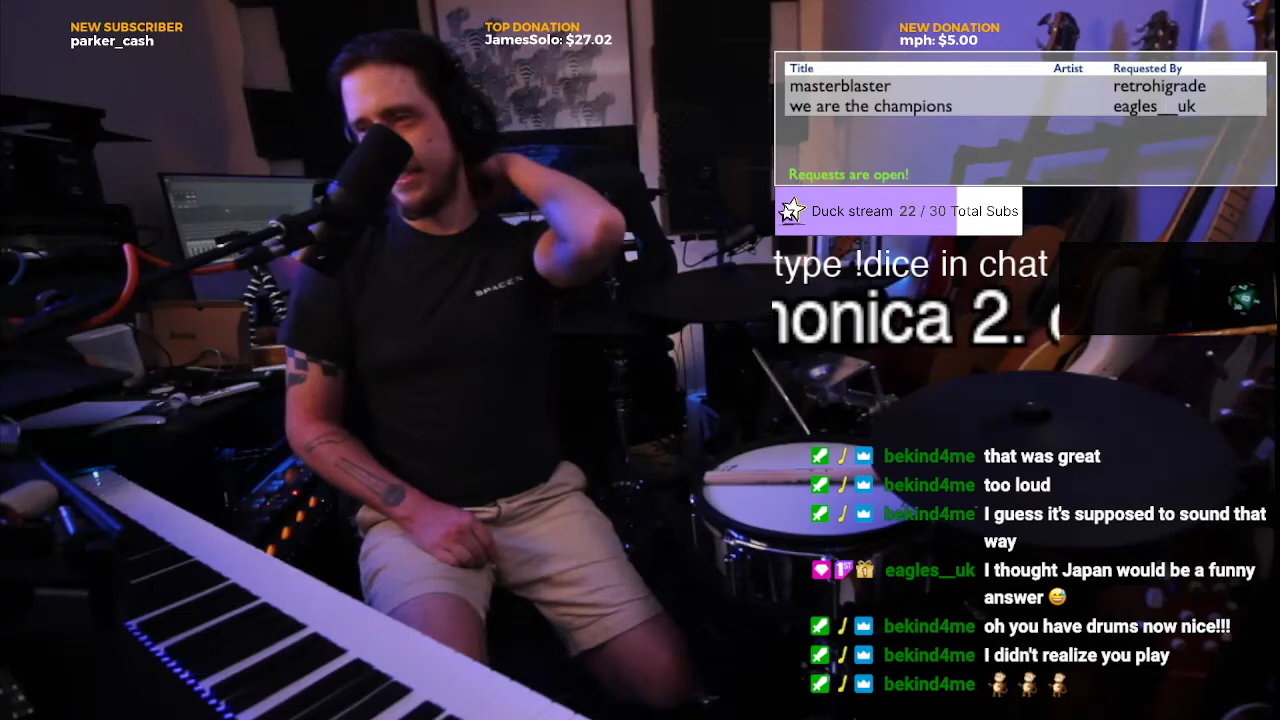 NEW SUBSCRIBER
parker_cash
TOP DONATION
JamesSolo: $27.02
NEW DONATION
mph: $5.00
Title Artist Requested By
masterblaster retrohigrade
we are the champions eagles__uk
Requests are open!
Duck stream 22 / 30 Total Subs
type !dice in chat
monica 2.
SPACEX
bekind4me that was great
bekind4me too loud
bekind4me I guess it's supposed to sound that
way
eagles__uk I thought Japan would be a funny
answer 😅
bekind4me oh you have drums now nice!!!
bekind4me I didn't realize you play
bekind4me